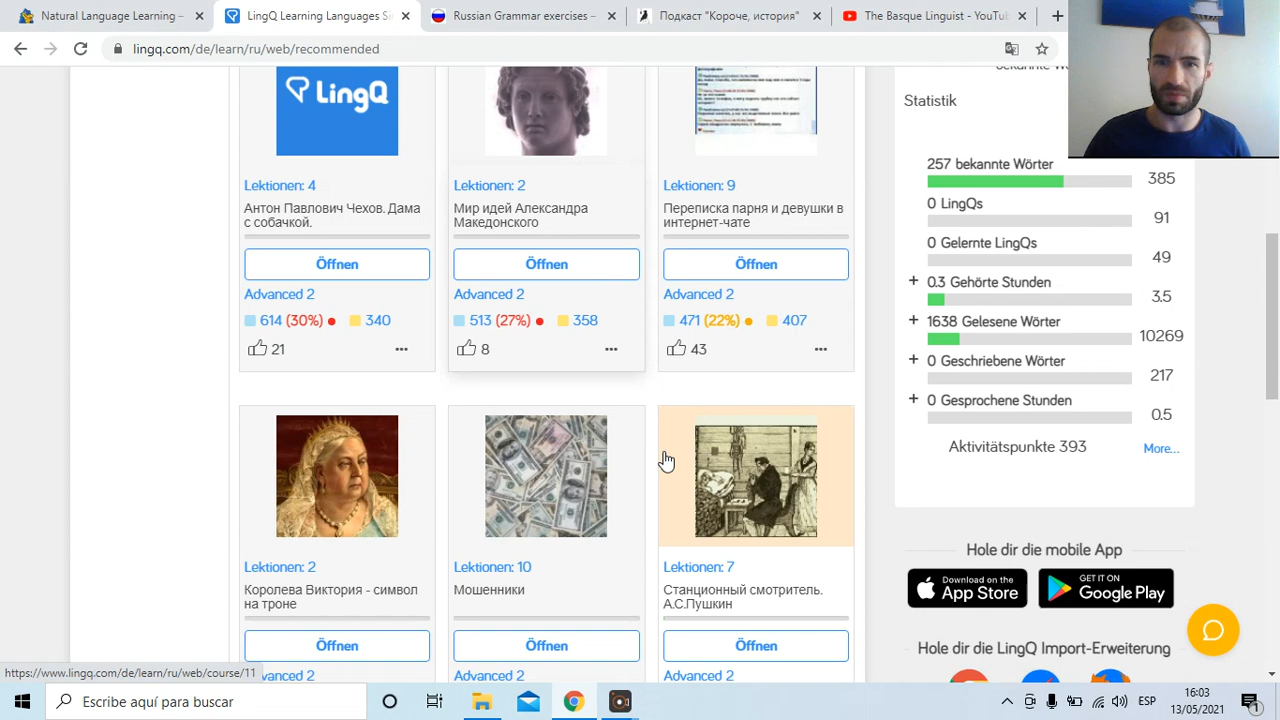 Natural Language Learning
LingQ - Language Learning S
Russian Grammar exercises –
Подкаст "Короче, история"
The Basque Linguist - YouTu
lingq.com/de/learn/ru/web/recommended
LingQ
Lektionen: 4
Антон Павлович Чехов. Дама
с собачкой.
Öffnen
Advanced 2
614 (30%) 340
21
Lektionen: 2
Мир идей Александра
Македонского
Öffnen
Advanced 2
513 (27%) 358
8
Lektionen: 9
Переписка парня и девушки в
интернет-чате
Öffnen
Advanced 2
471 (22%) 407
43
Lektionen: 2
Королева Виктория - символ
на троне
Öffnen
dvanced 2
Lektionen: 10
Мошенники
Öffnen
Advanced 2
Lektionen: 7
Станционный смотритель.
А.С.Пушкин
Öffnen
Advanced 2
bekannte Wör
Statistik
257 bekannte Wörter 385
0 LingQs 91
0 Gelernte LingQs 49
+ 0.3 Gehörte Stunden 3.5
+ 1638 Gelesene Wörter 10269
+ 0 Geschriebene Wörter 217
+ 0 Gesprochene Stunden 0.5
Aktivitätspunkte 393 More...
Hole dir die mobile App
Download on the
App Store
GET IT ON
Google Play
Hole dir die LingQ Import-Erweiterung
https://www.lingq.com/de/learn/ru/web/course/11
Escribe aquí para buscar
ESP
16:03
13/05/2021
1